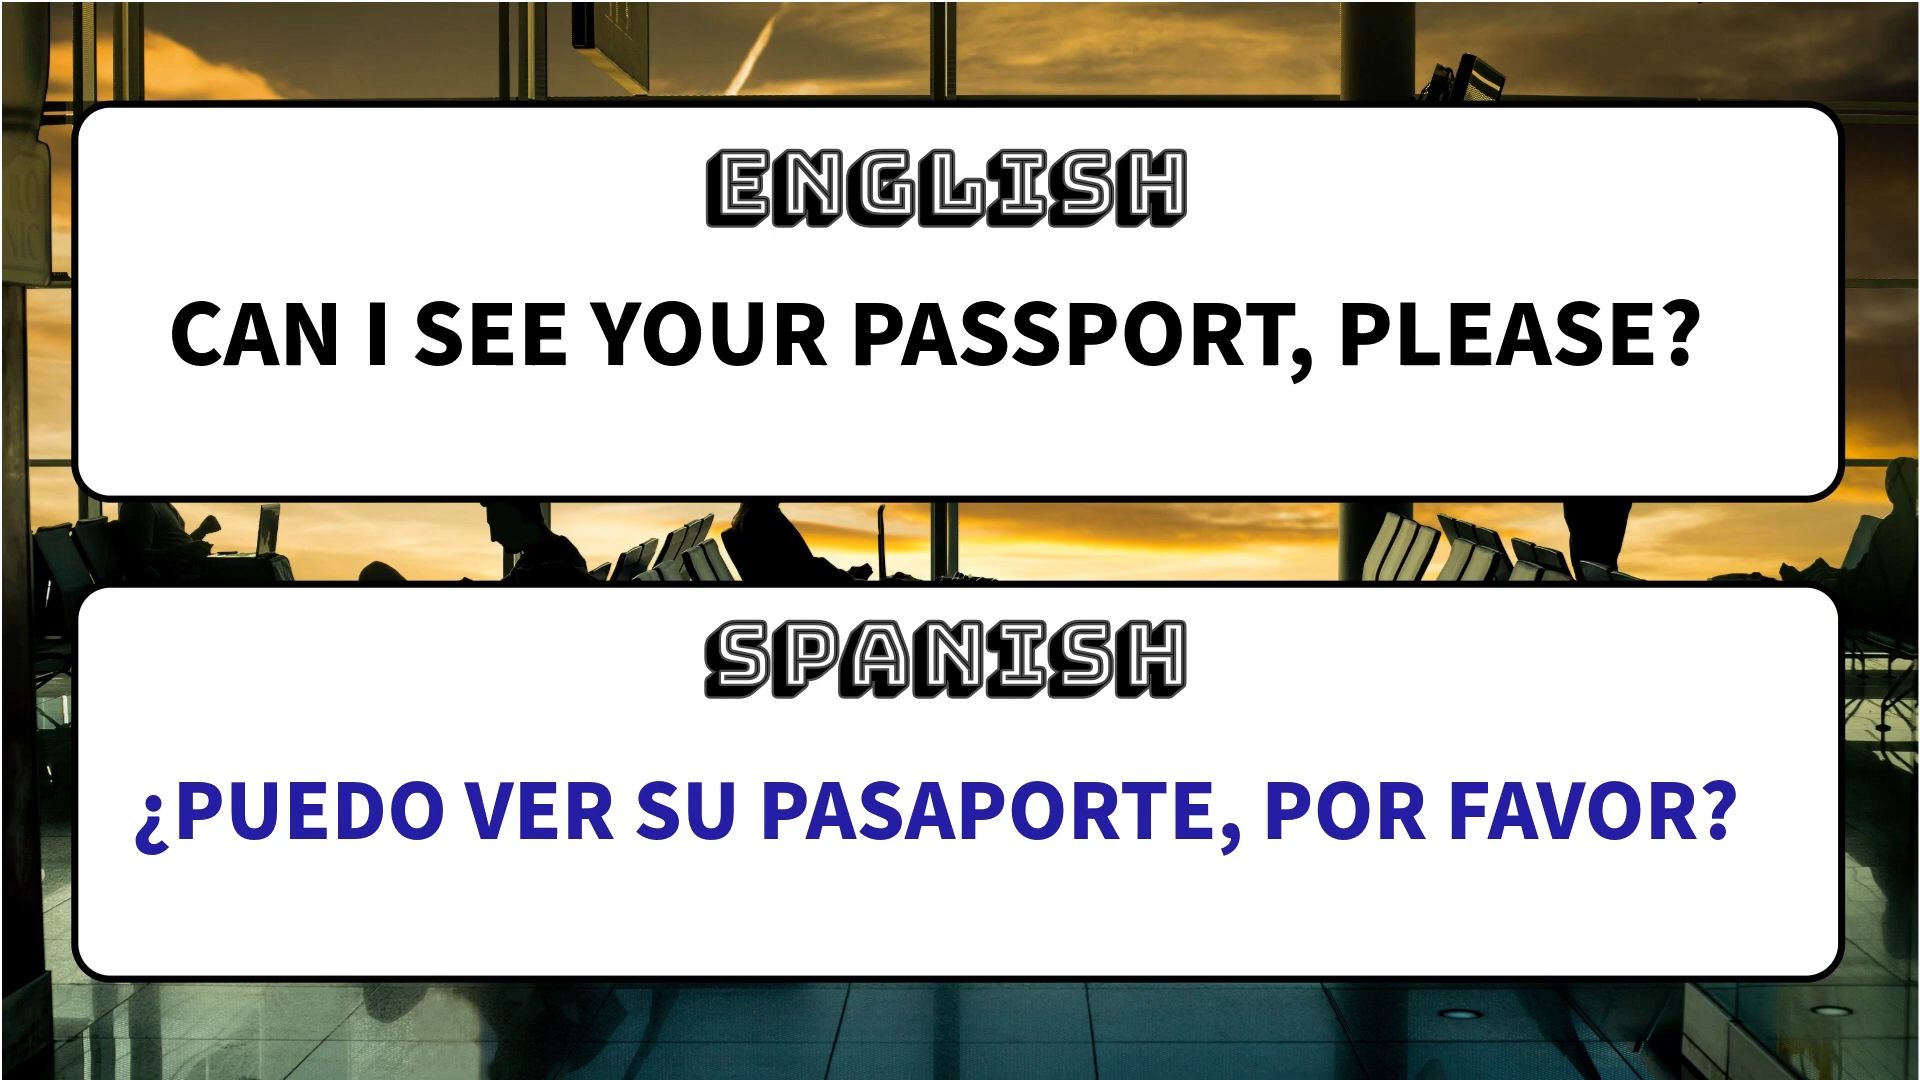 ENGLISH
CAN I SEE YOUR PASSPORT, PLEASE?
SPANISH
¿PUEDO VER SU PASAPORTE, POR FAVOR?